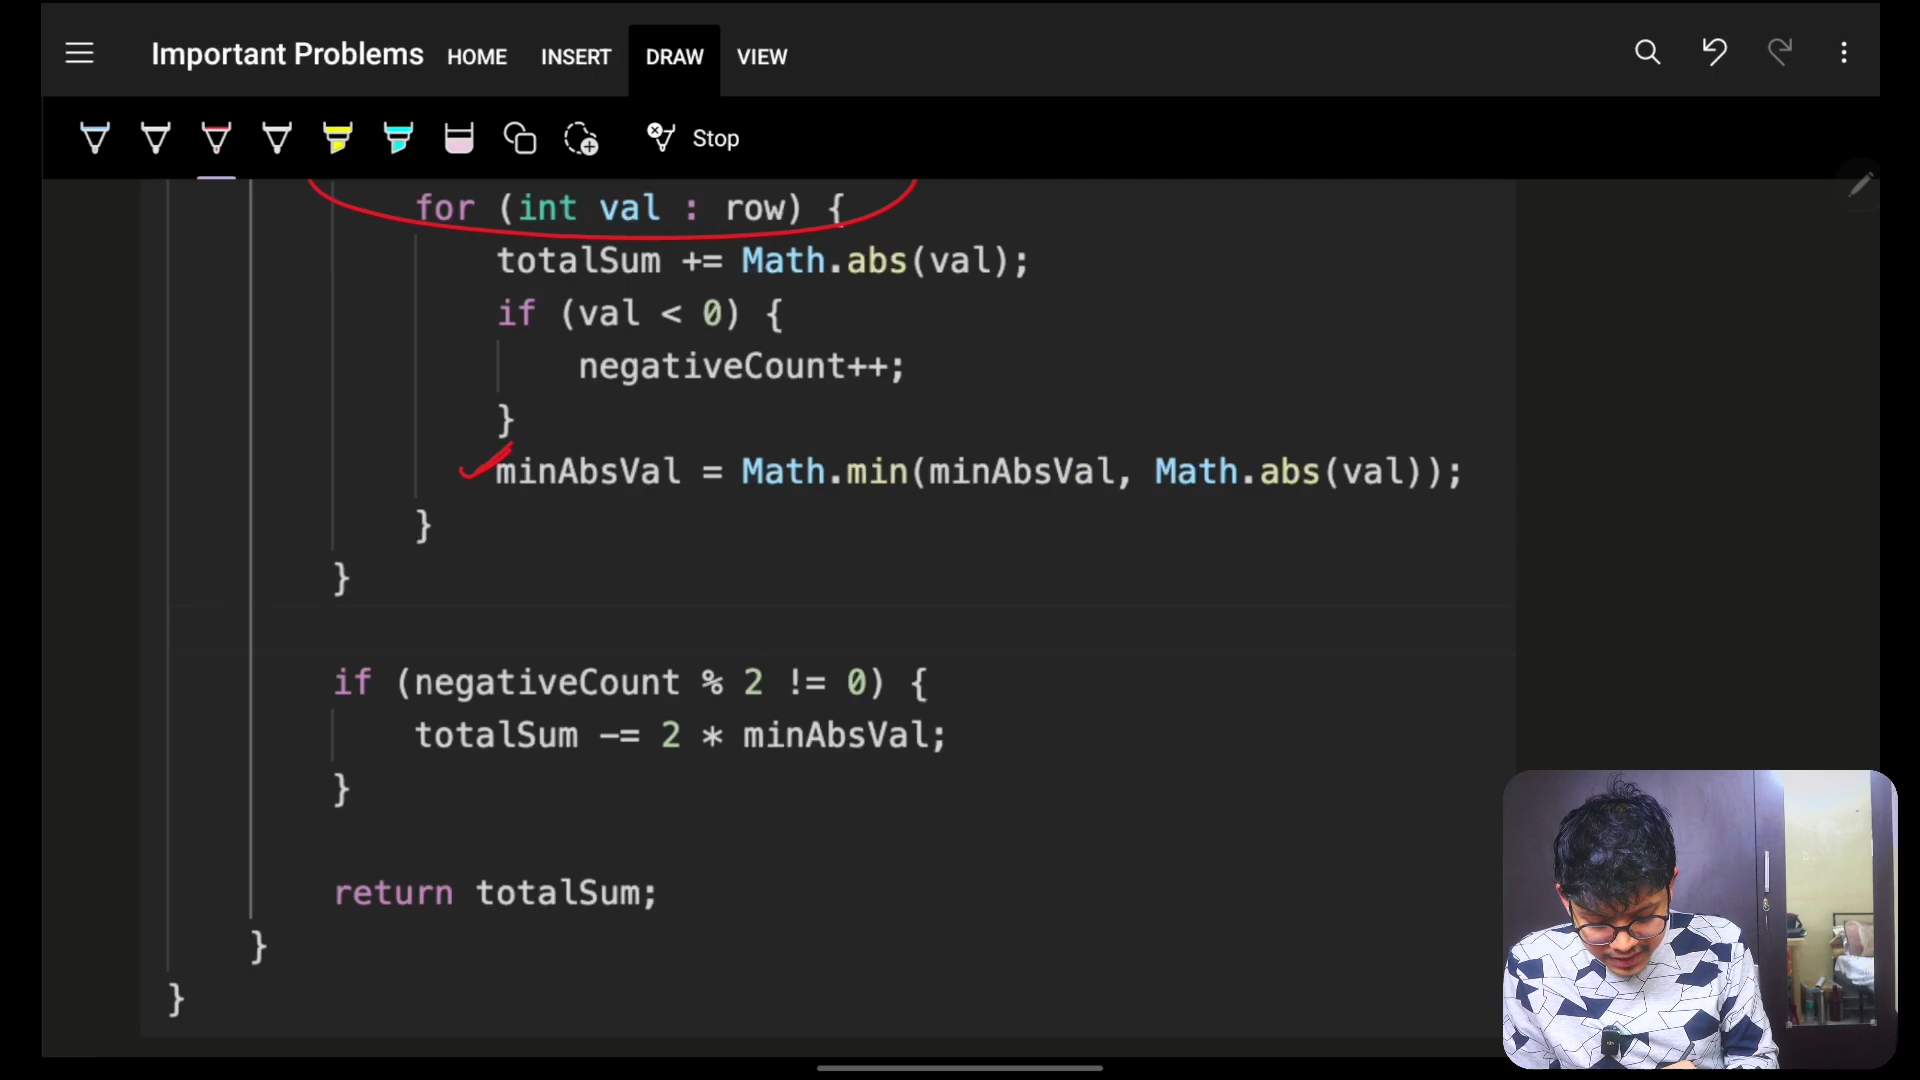 Important Problems HOME INSERT DRAW VIEW
Stop
for (int val : row) {
totalSum += Math.abs(val);
if (val < 0) {
negativeCount++;
}
minAbsVal = Math.min(minAbsVal, Math.abs(val));
}
}
if (negativeCount % 2 != 0) {
totalSum -= 2 * minAbsVal;
}
return totalSum;
}
}